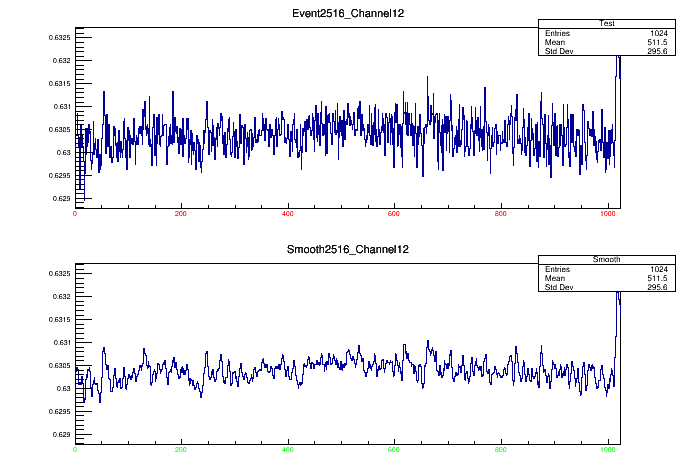 Event2516_Channel12
Test
Entries 1024
Mean 511.5
Std Dev 295.6
0.6325
0.632
0.6315
0.631
0.6305
0.63
0.6295
0.629
0 200 400 600 800 1000
Smooth2516_Channel12
Smooth
Entries 1024
Mean 511.5
Std Dev 295.6
0.6325
0.632
0.6315
0.631
0.6305
0.63
0.6295
0.629
0 200 400 600 800 1000